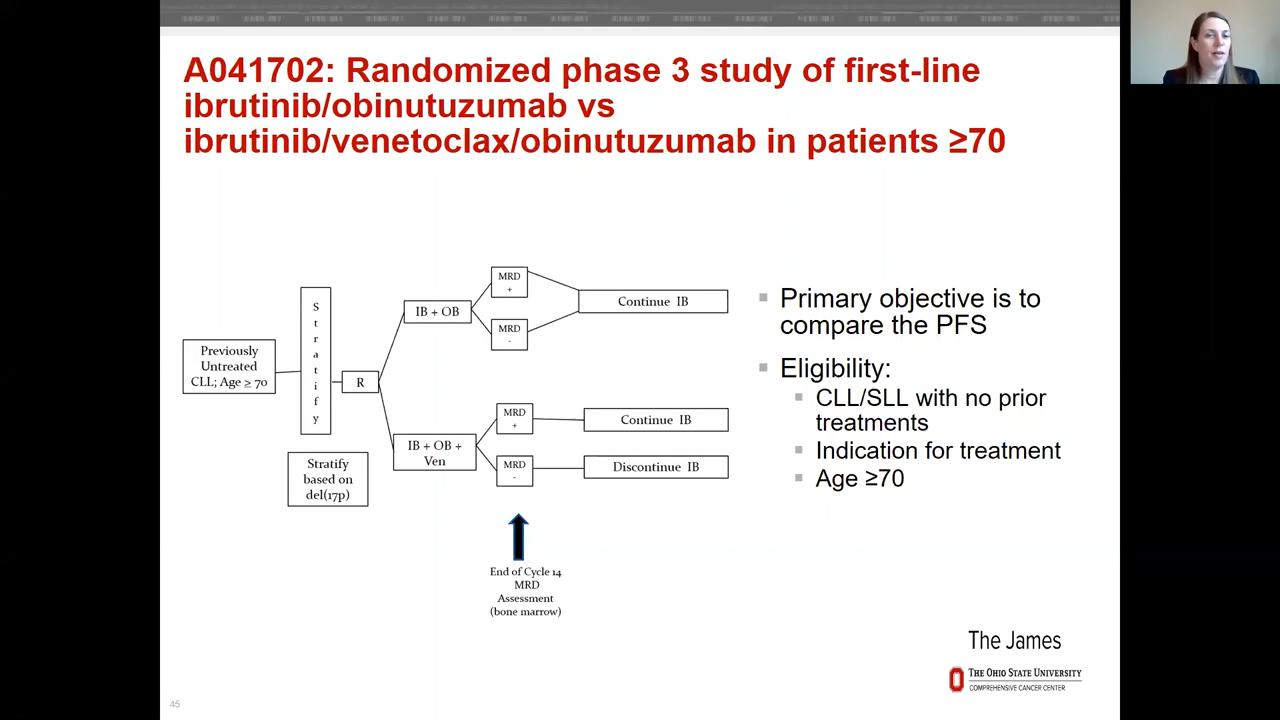 A041702: Randomized phase 3 study of first-line
ibrutinib/obinutuzumab vs
ibrutinib/venetoclax/obinutuzumab in patients ≥70
Previously
Untreated
CLL; Age ≥ 70
S
t
r
a
t
i
f
y
Stratify
based on
del(17p)
R
IB + OB
MRD
+
MRD
-
Continue IB
IB + OB +
Ven
MRD
+
MRD
-
Continue IB
Discontinue IB
End of Cycle 14
MRD
Assessment
(bone marrow)
Primary objective is to
compare the PFS
Eligibility:
CLL/SLL with no prior
treatments
Indication for treatment
Age ≥70
The James
THE OHIO STATE UNIVERSITY
COMPREHENSIVE CANCER CENTER
45